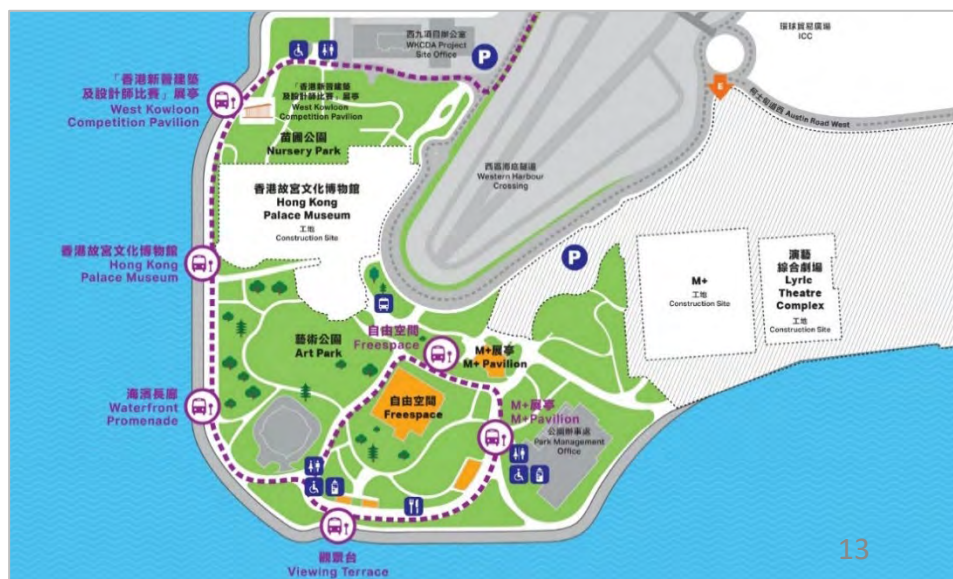 西九項目辦公室
WKCDA Project
Site Office
P
環球貿易廣場
ICC
「香港新晉建築
及設計師比賽」展亭
West Kowloon
Competition Pavilion
「香港新晉建築
及設計師比賽」展亭
West Kowloon
Competition Pavilion
E
柯士甸道西 Austin Road West
苗圃公園
Nursery Park
西區海底隧道
Western Harbour
Crossing
香港故宮文化博物館
Hong Kong
Palace Museum
工地
Construction Site
香港故宮文化博物館
Hong Kong
Palace Museum
P
M+
工地
Construction Site
演藝
綜合劇場
Lyric
Theatre
Complex
工地
Construction Site
自由空間
Freespace
藝術公園
Art Park
M+展亭
M+ Pavilion
海濱長廊
Waterfront
Promenade
自由空間
Freespace
M+展亭
M+Pavilion
公園辦事處
Park Management
Office
觀景台
Viewing Terrace
13